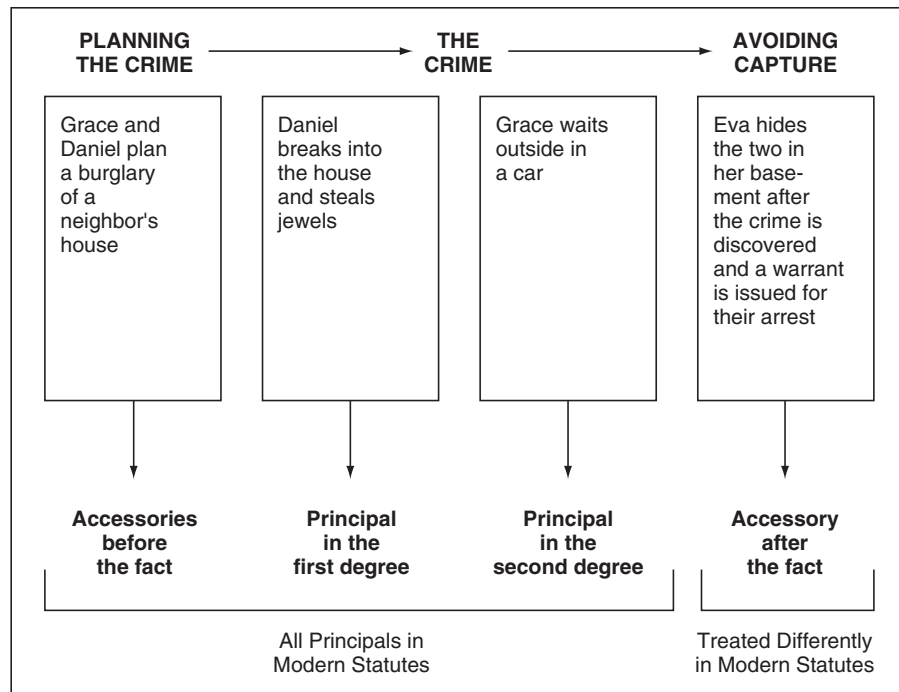 PLANNING
THE CRIME
THE
CRIME
AVOIDING
CAPTURE
Grace and
Daniel plan
a burglary
of a
neighbor's
house
Daniel
breaks into
the house
and steals
jewels
Grace waits
outside in
a car
Eva hides
the two in
her base-
ment after
the crime is
discovered
and a warrant
is issued for
their arrest
Accessories
before
the fact
Principal
in the
first degree
Principal
in the
second degree
Accessory
after
the fact
All Principals in
Modern Statutes
Treated Differently
in Modern Statutes